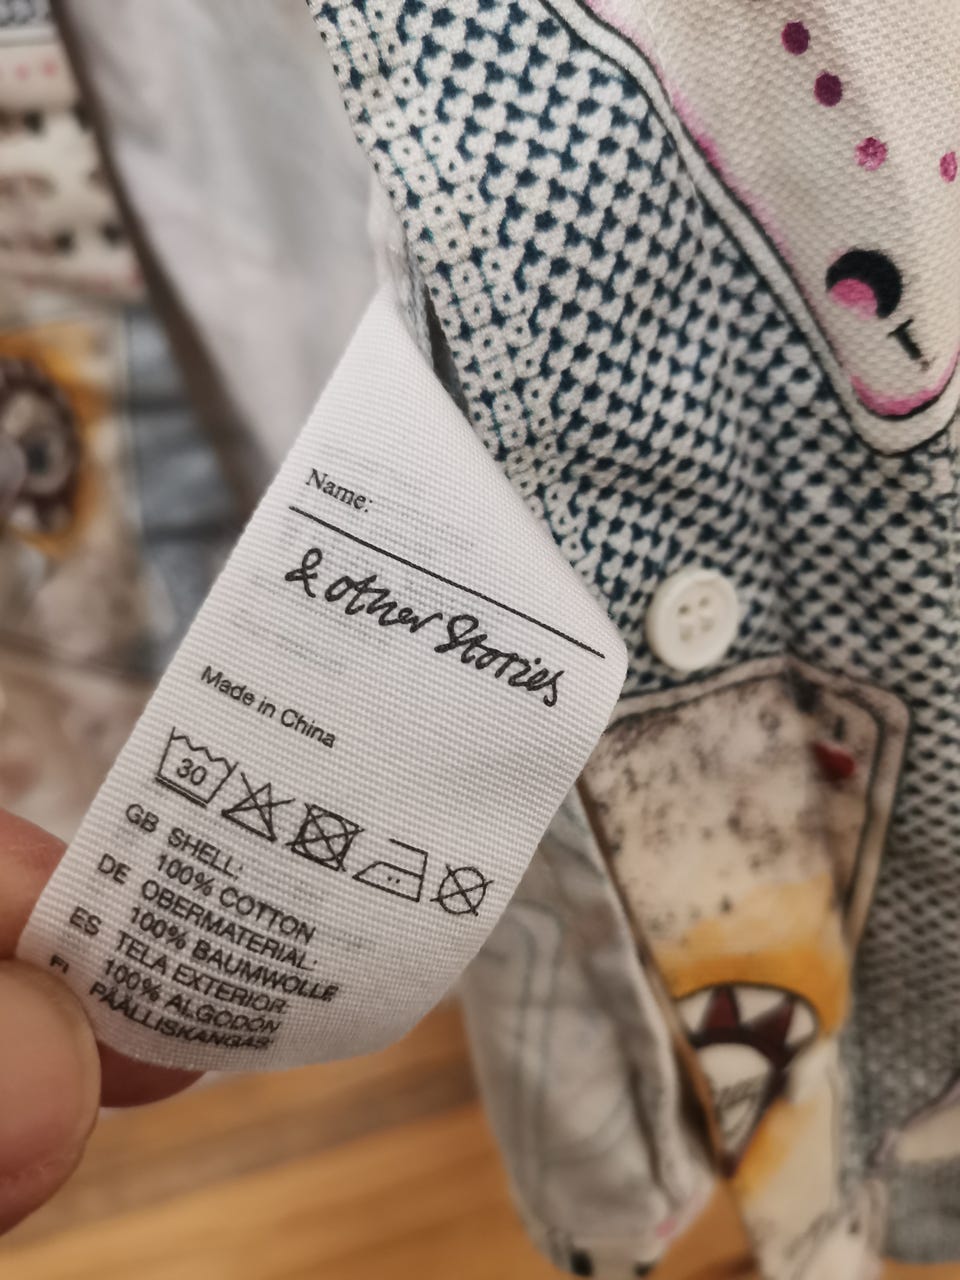 Name:
& other Stories
Made in China
30
GB SHELL:
100% COTTON
DE OBERMATERIAL:
100% BAUMWOLLE
ES TELA EXTERIOR:
100% ALGODON
FI PÄÄLLISKANGAS: